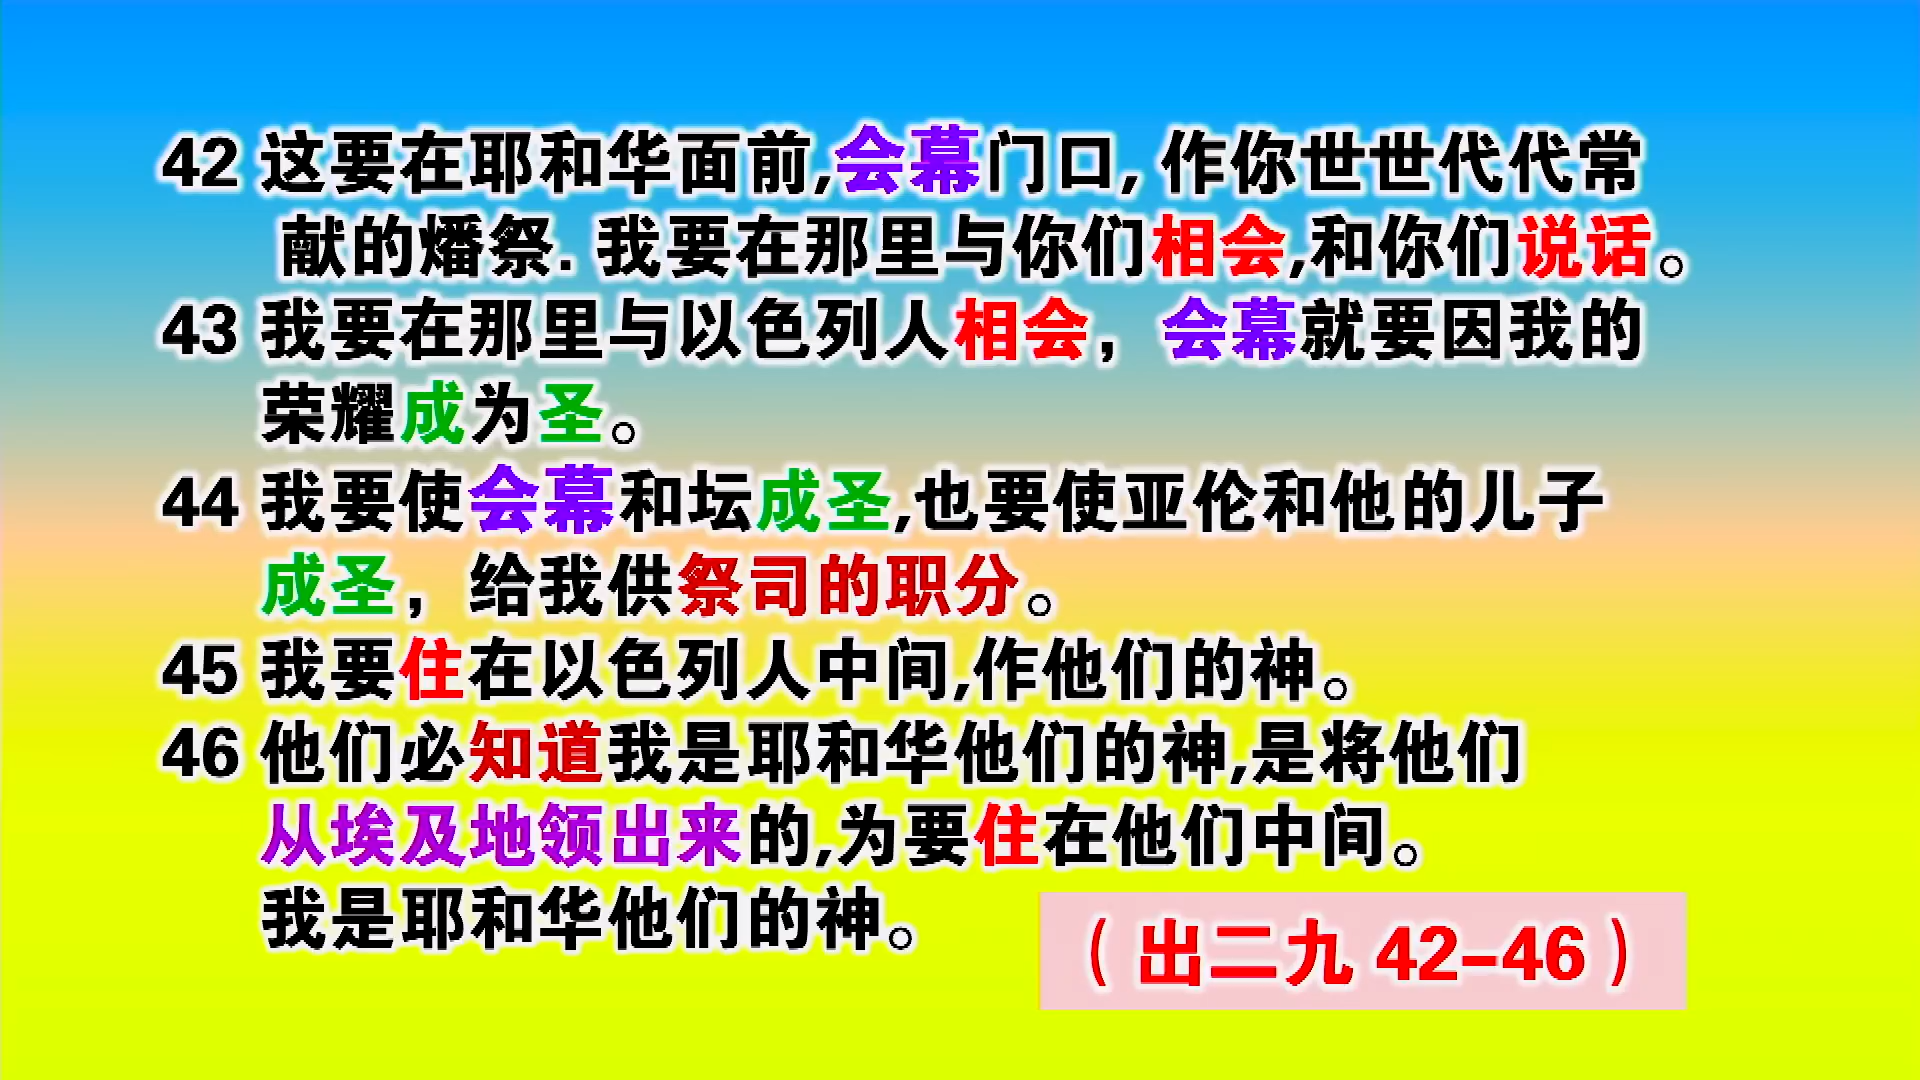 42 这要在耶和华面前,会幕门口, 作你世世代代常
献的燔祭. 我要在那里与你们相会,和你们说话。
43 我要在那里与以色列人相会，会幕就要因我的
荣耀成为圣。
44 我要使会幕和坛成圣,也要使亚伦和他的儿子
成圣，给我供祭司的职分。
45 我要住在以色列人中间,作他们的神。
46 他们必知道我是耶和华他们的神,是将他们
从埃及地领出来的,为要住在他们中间。
我是耶和华他们的神。
（出二九 42-46）